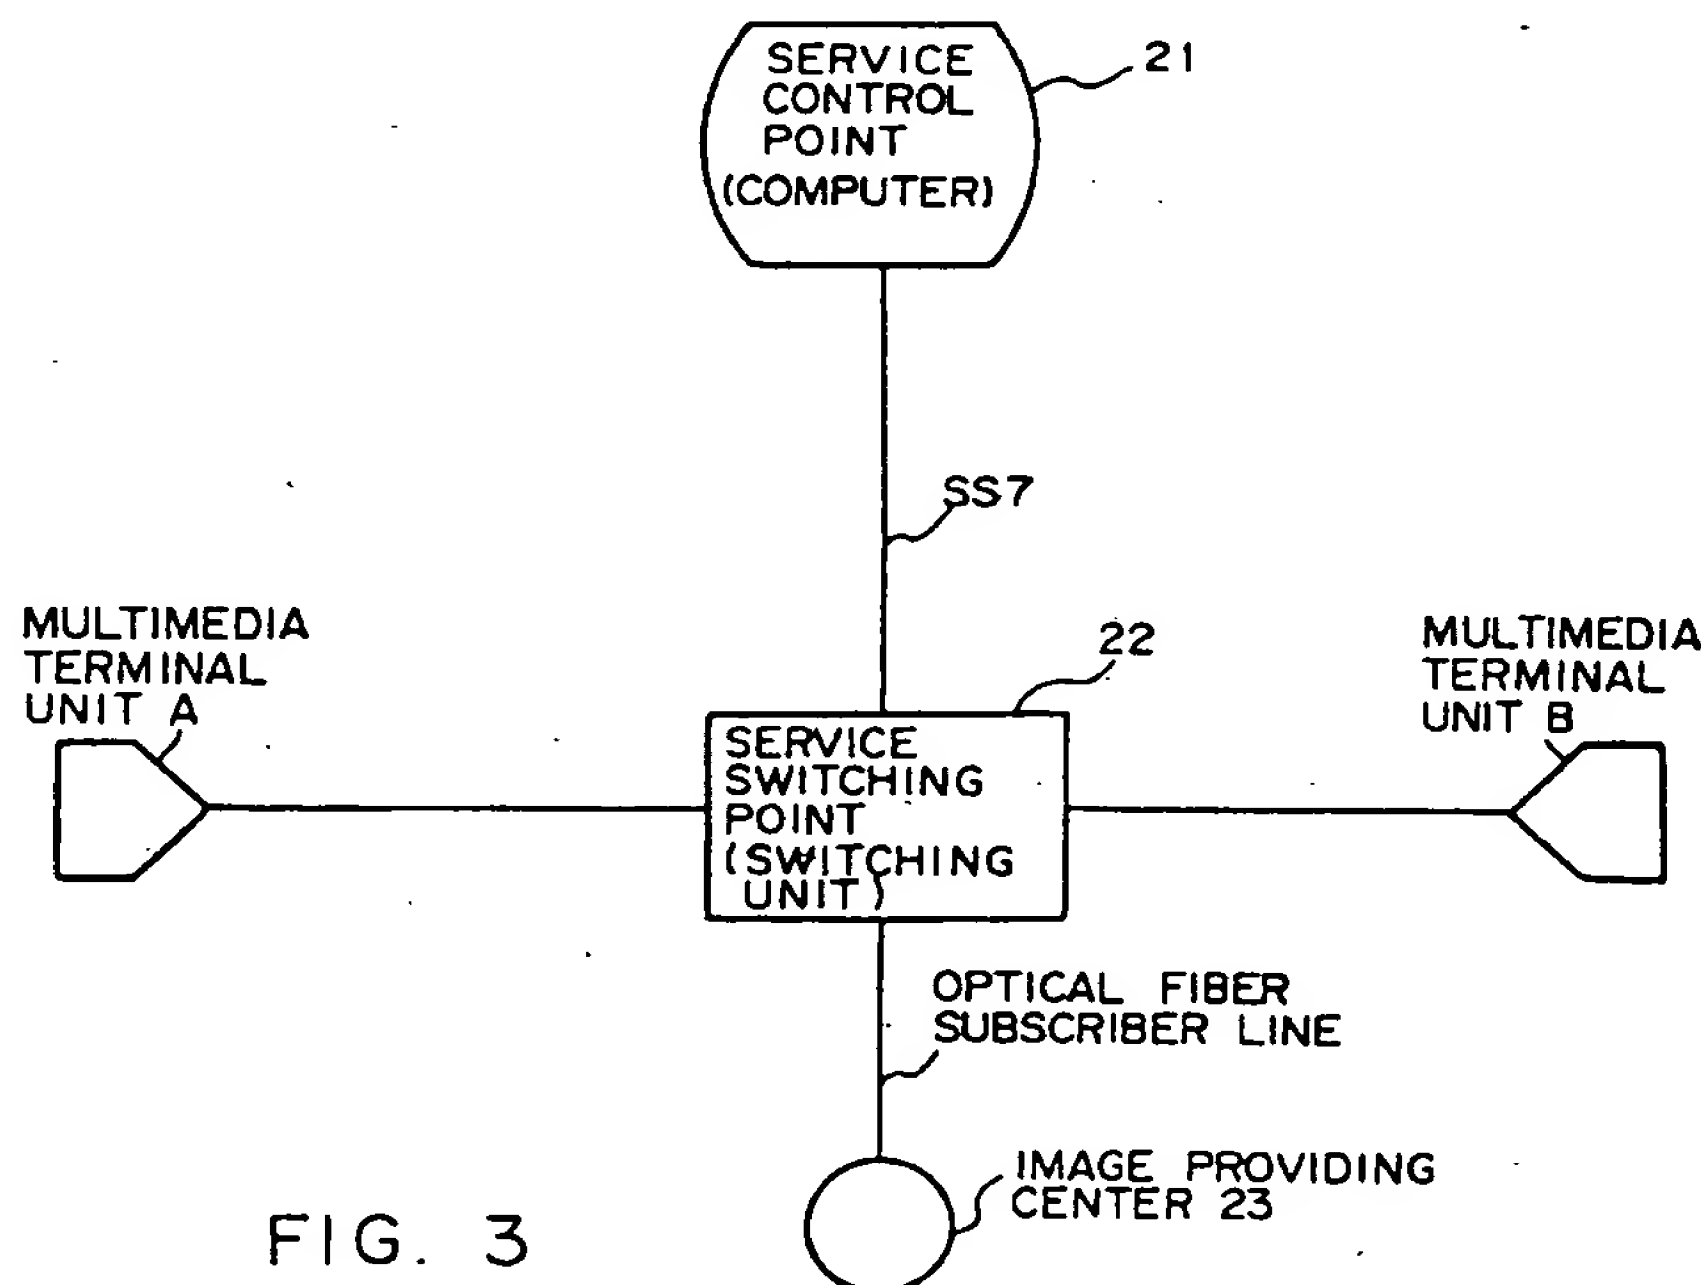 SERVICE
CONTROL
POINT
(COMPUTER)
21
SS7
MULTIMEDIA
TERMINAL
UNIT A
22
MULTIMEDIA
TERMINAL
UNIT B
SERVICE
SWITCHING
POINT
(SWITCHING
UNIT)
OPTICAL FIBER
SUBSCRIBER LINE
IMAGE PROVIDING
CENTER 23
FIG. 3